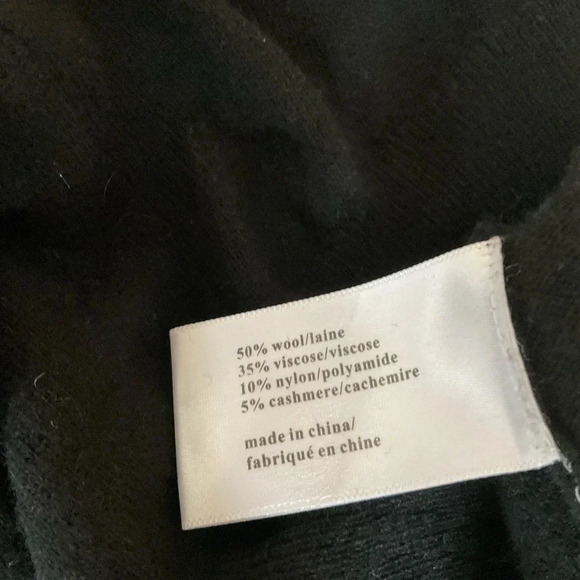 50% wool/laine
35% viscose/viscose
10% nylon/polyamide
5% cashmere/cachemire
made in china/
fabriqué en chine